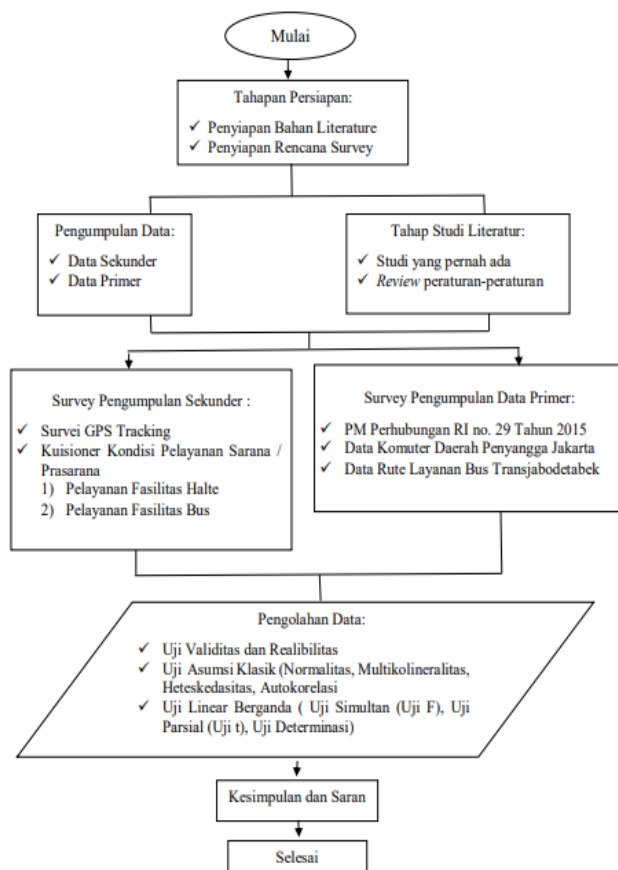 Mulai
Tahapan Persiapan:
✓ Penyiapan Bahan Literature
✓ Penyiapan Rencana Survey
Pengumpulan Data:
✓ Data Sekunder
✓ Data Primer
Tahap Studi Literatur:
✓ Studi yang pernah ada
✓ Review peraturan-peraturan
Survey Pengumpulan Sekunder :
✓ Survei GPS Tracking
✓ Kuisioner Kondisi Pelayanan Sarana /
Prasarana
1) Pelayanan Fasilitas Halte
2) Pelayanan Fasilitas Bus
Survey Pengumpulan Data Primer:
✓ PM Perhubungan RI no. 29 Tahun 2015
✓ Data Komuter Daerah Penyangga Jakarta
✓ Data Rute Layanan Bus Transjabodetabek
Pengolahan Data:
✓ Uji Validitas dan Realibilitas
✓ Uji Asumsi Klasik (Normalitas, Multikolineralitas,
Heteskedasitas, Autokorelasi
✓ Uji Linear Berganda ( Uji Simultan (Uji F), Uji
Parsial (Uji t), Uji Determinasi)
Kesimpulan dan Saran
Selesai